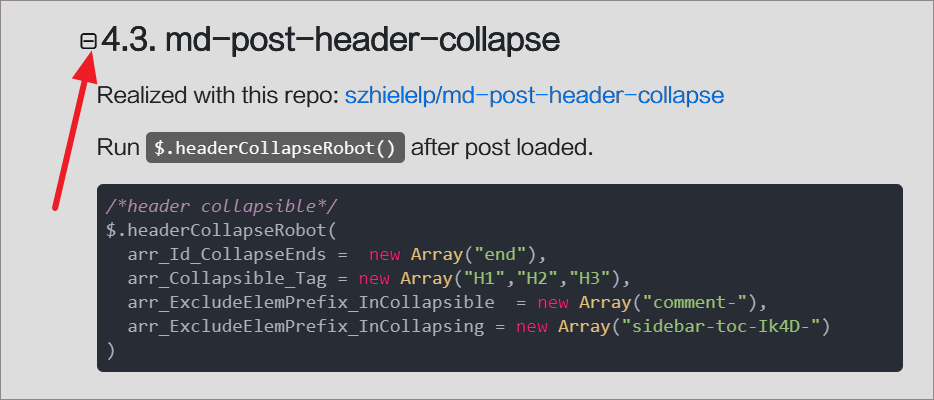 4.3. md-post-header-collapse
Realized with this repo: szhielelp/md-post-header-collapse
Run $.headerCollapseRobot() after post loaded.
/*header collapsible*/
$.headerCollapseRobot(
  arr_Id_CollapseEnds =  new Array("end"),
  arr_Collapsible_Tag = new Array("H1","H2","H3"),
  arr_ExcludeElemPrefix_InCollapsible  = new Array("comment-"),
  arr_ExcludeElemPrefix_InCollapsing = new Array("sidebar-toc-Ik4D-")
)